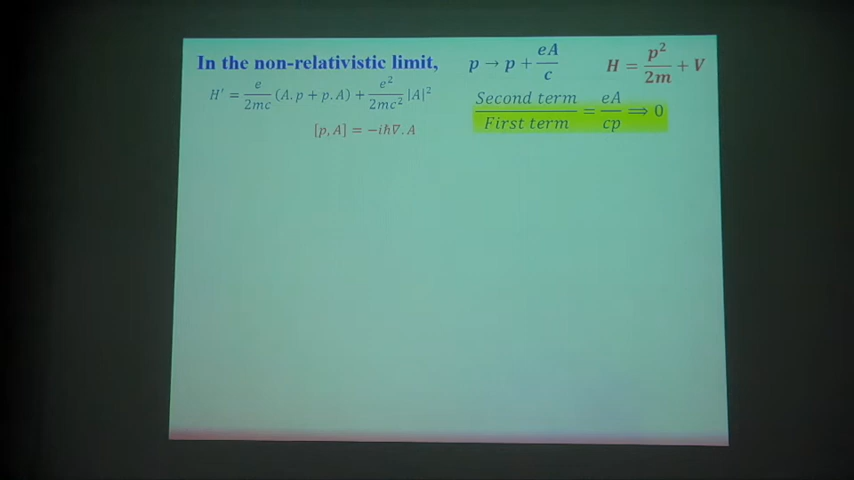 In the non-relativistic limit, p → p + eA/c H = p²/2m + V
H' = e/2mc (A.p + p.A) + e²/2mc² |A|²
Second term/First term = eA/cp ⟹ 0
[p, A] = −iħ∇.A